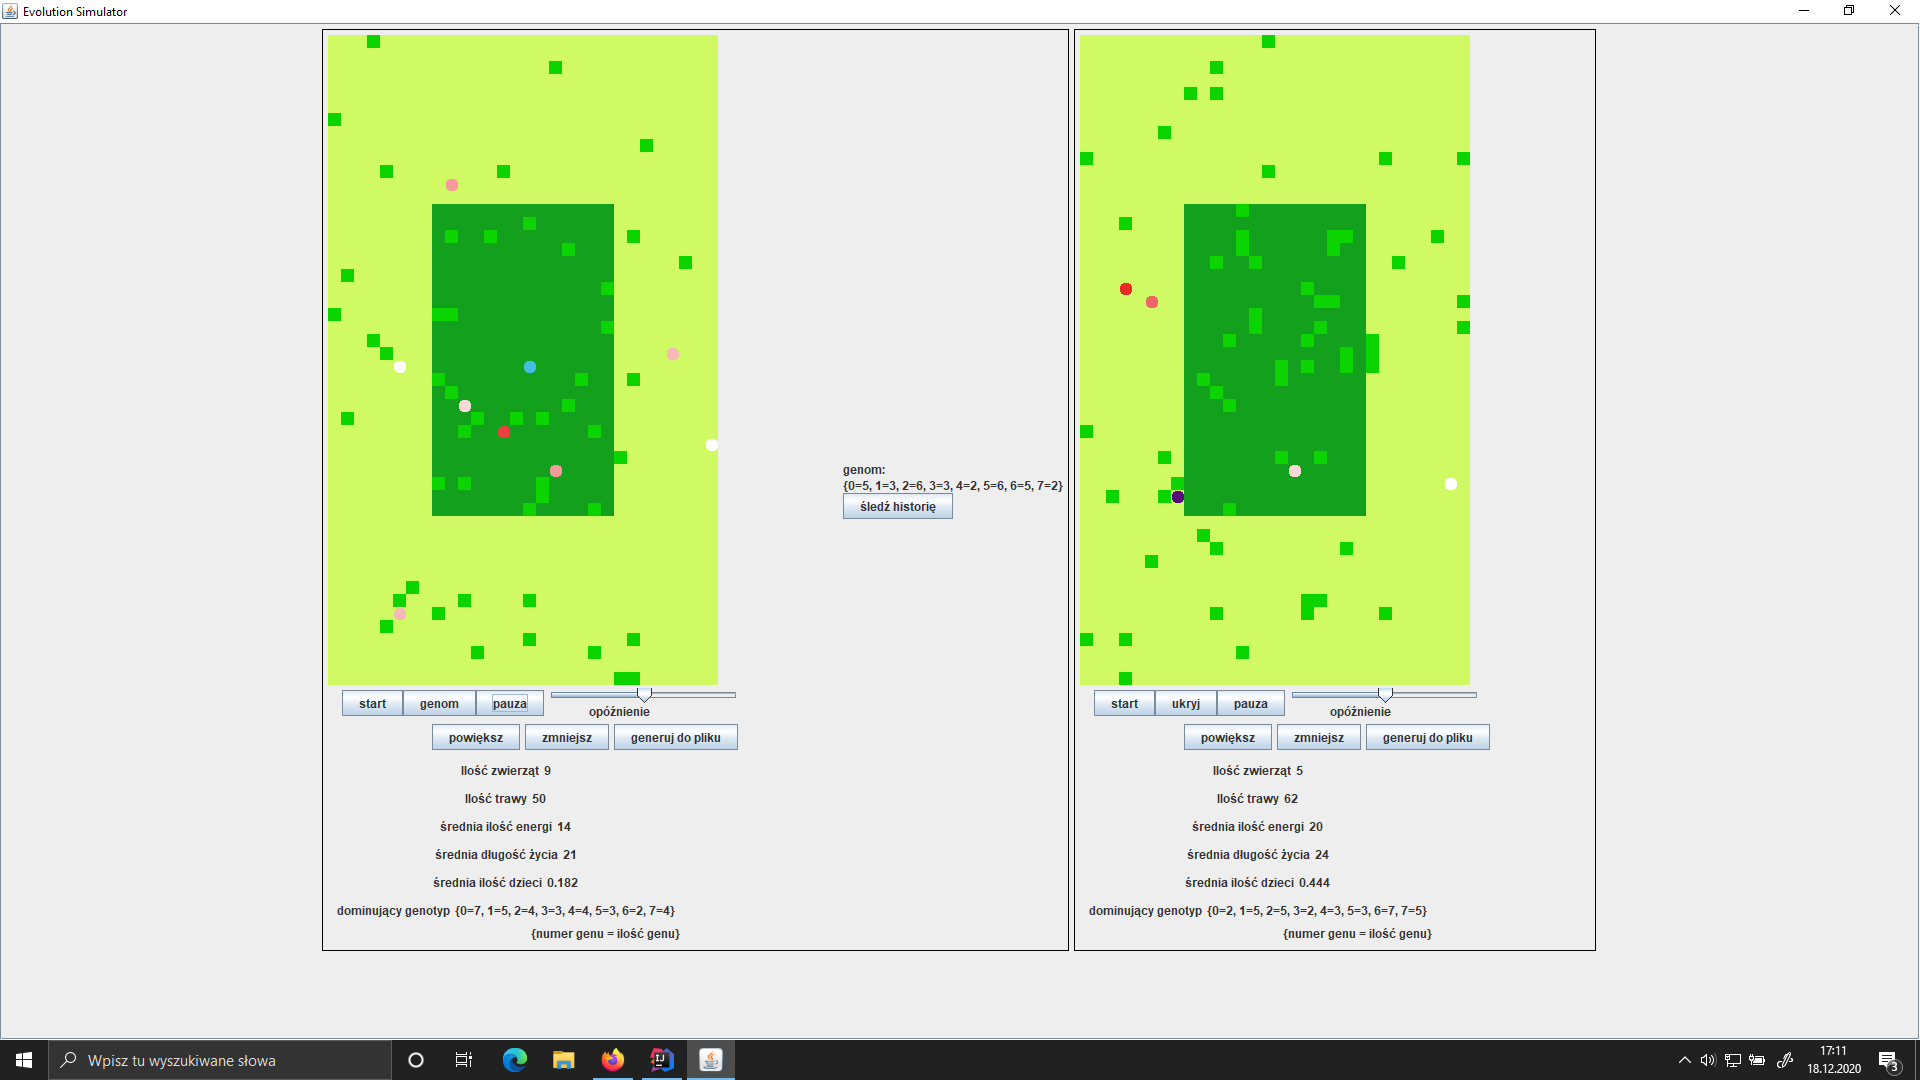 Evolution Simulator
genom:
{0=5, 1=3, 2=6, 3=3, 4=2, 5=6, 6=5, 7=2}
śledź historię
start genom pauza
opóźnienie
powiększ zmniejsz generuj do pliku
Ilość zwierząt 9
Ilość trawy 50
średnia ilość energi 14
średnia długość życia 21
średnia ilość dzieci 0.182
dominujący genotyp {0=7, 1=5, 2=4, 3=3, 4=4, 5=3, 6=2, 7=4}
{numer genu = ilość genu}
start ukryj pauza
opóźnienie
powiększ zmniejsz generuj do pliku
Ilość zwierząt 5
Ilość trawy 62
średnia ilość energi 20
średnia długość życia 24
średnia ilość dzieci 0.444
dominujący genotyp {0=2, 1=5, 2=5, 3=2, 4=3, 5=3, 6=7, 7=5}
{numer genu = ilość genu}
Wpisz tu wyszukiwane słowa
IJ
17:11
18.12.2020
3